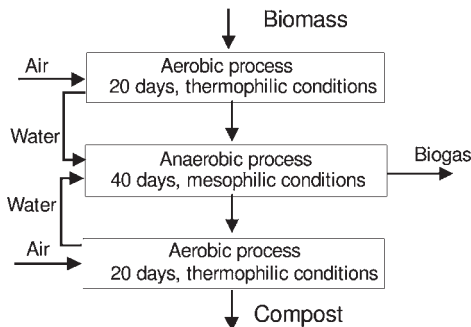 Biomass
Air
Aerobic process
20 days, thermophilic conditions
Water
Anaerobic process
40 days, mesophilic conditions
Biogas
Water
Air
Aerobic process
20 days, thermophilic conditions
Compost